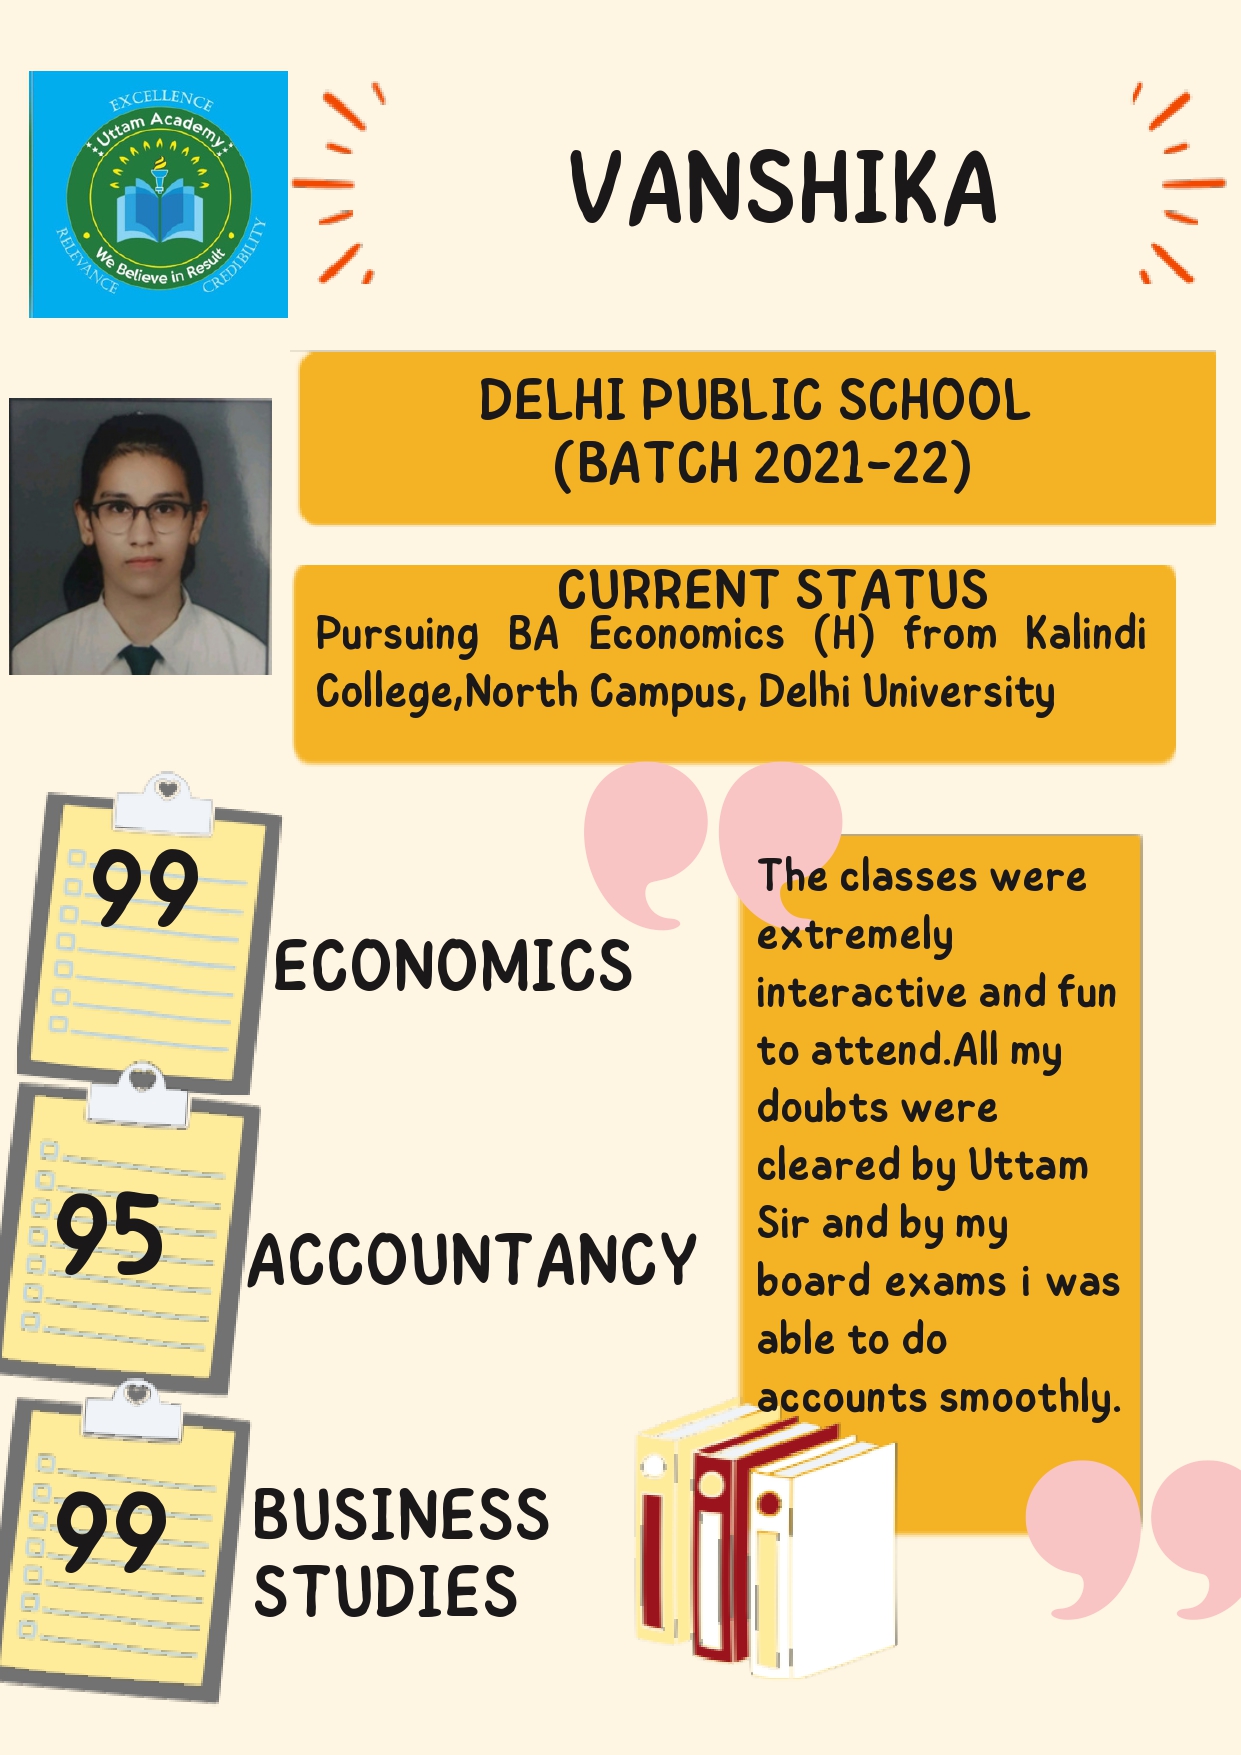 EXCELLENCE
Uttam Academy
We Believe in Result
RELEVANCE
CREDIBILITY
VANSHIKA
DELHI PUBLIC SCHOOL
(BATCH 2021-22)
CURRENT STATUS
Pursuing BA Economics (H) from Kalindi
College,North Campus, Delhi University
99
ECONOMICS
95
ACCOUNTANCY
99
BUSINESS
STUDIES
The classes were
extremely
interactive and fun
to attend.All my
doubts were
cleared by Uttam
Sir and by my
board exams i was
able to do
accounts smoothly.